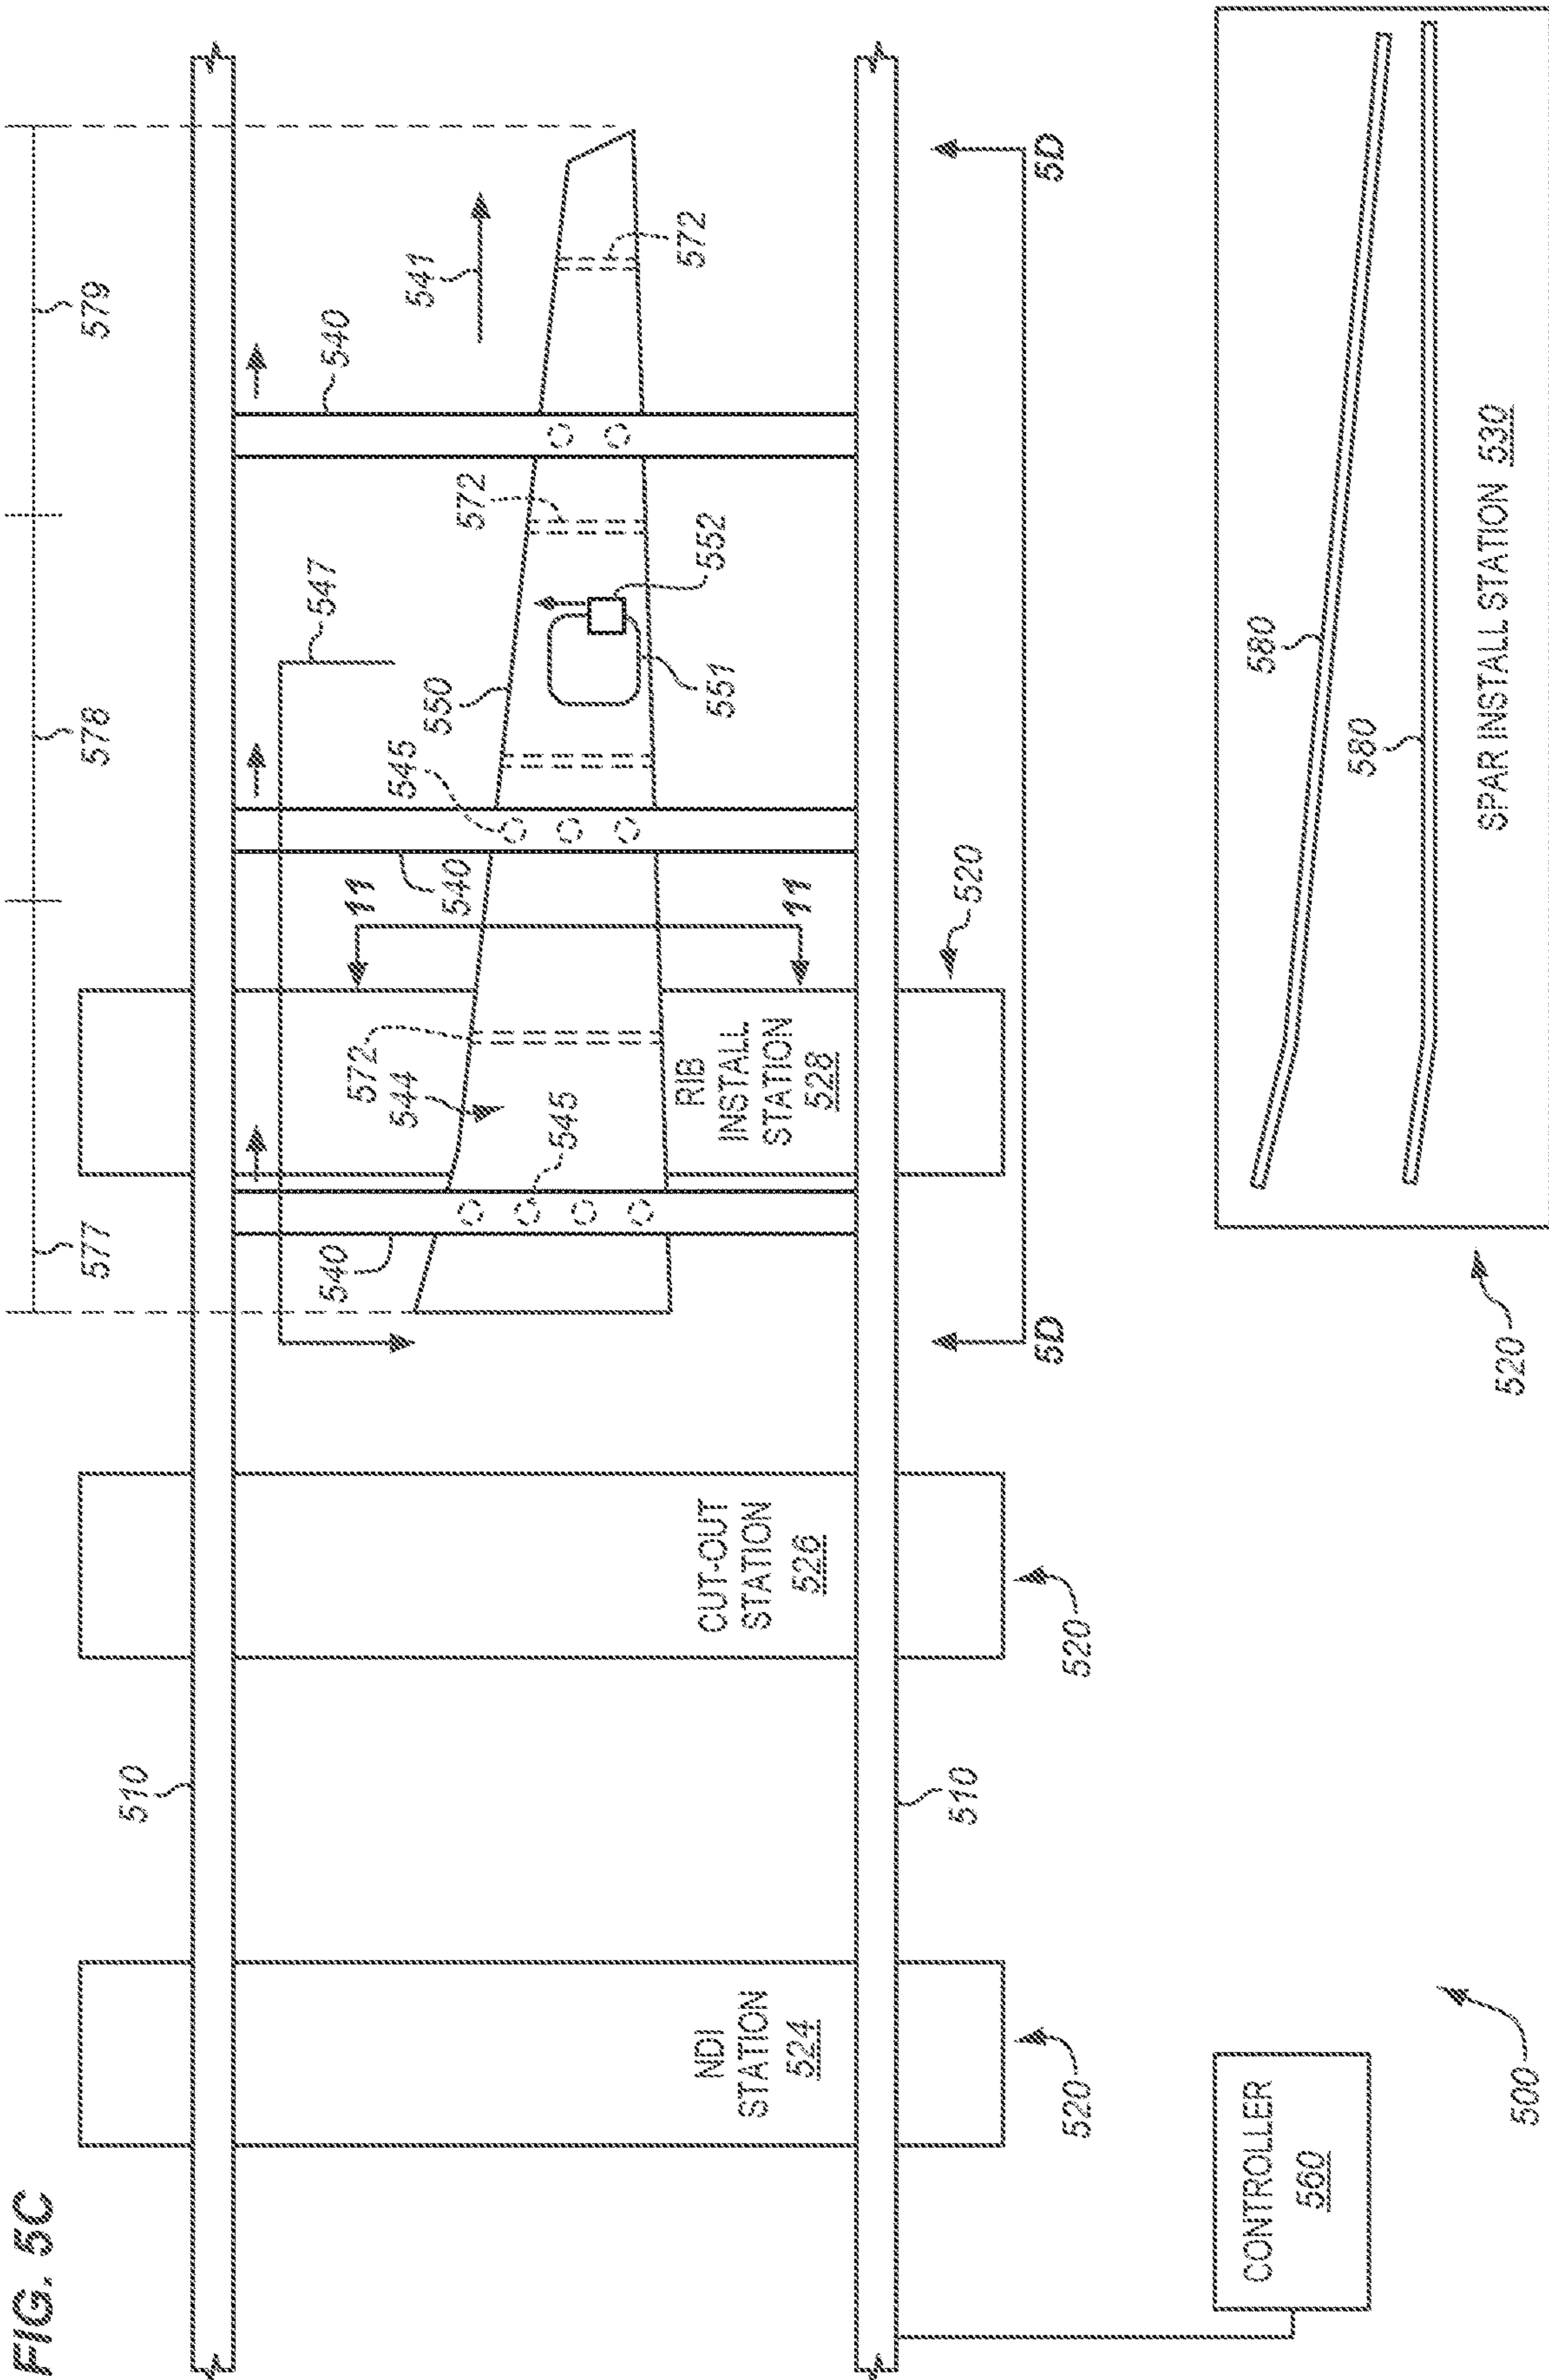 FIG. 5C
577
578
579
510
547
540
541
572
550
545
540
11
572
544
545
540
572
552
551
NDI
STATION
524
CUT-OUT
STATION
526
RIB
INSTALL
STATION
528
11
520
520
510
520
5D
5D
CONTROLLER
560
500
520
580
580
SPAR INSTALL STATION 530